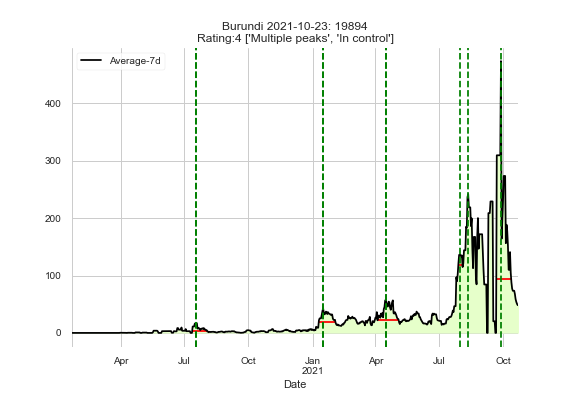 Burundi 2021-10-23: 19894
Rating:4 ['Multiple peaks', 'In control']
Average-7d
400
300
200
100
0
Apr Jul Oct Jan Apr Jul Oct
2021
Date